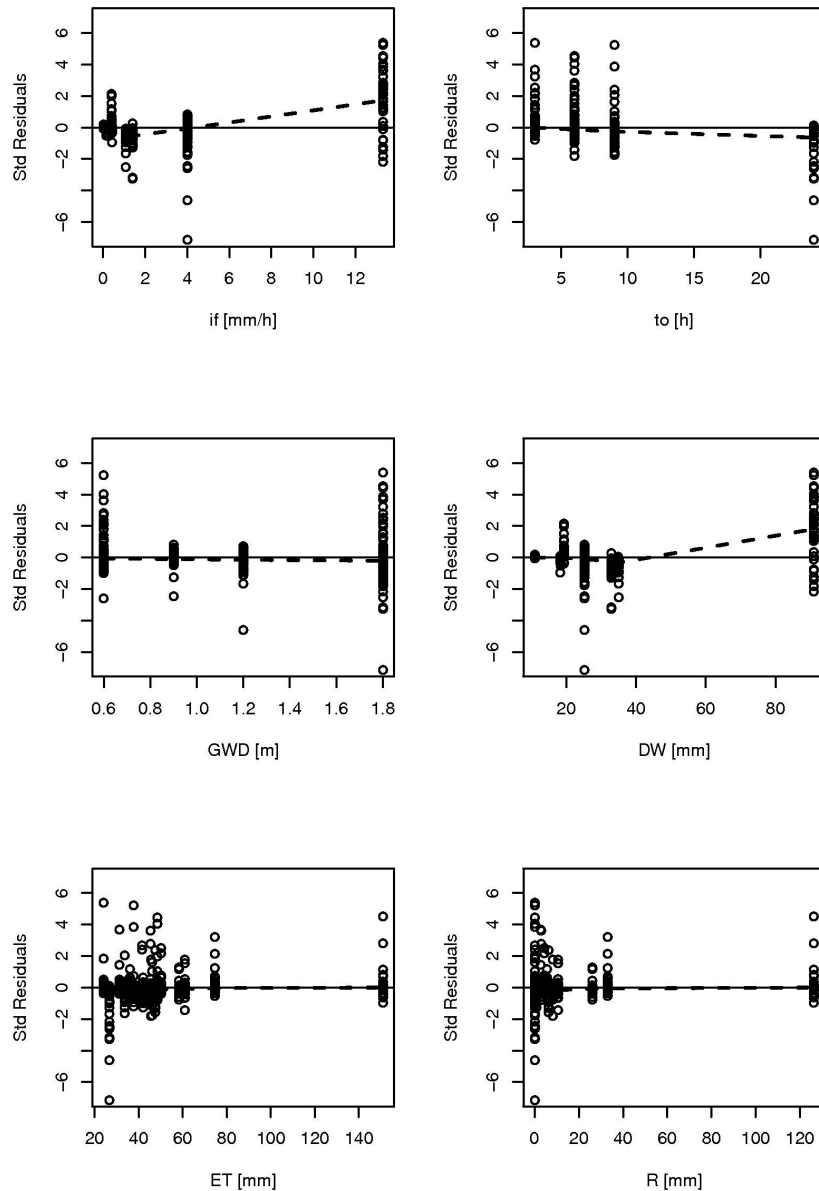 Std Residuals
6
4
2
0
−2
−6
0 2 4 6 8 10 12
if [mm/h]
Std Residuals
6
4
2
0
−2
−6
5 10 15 20
to [h]
Std Residuals
6
4
2
0
−2
−6
0.6 0.8 1.0 1.2 1.4 1.6 1.8
GWD [m]
Std Residuals
6
4
2
0
−2
−6
20 40 60 80
DW [mm]
Std Residuals
6
4
2
0
−2
−6
20 40 60 80 100 120 140
ET [mm]
Std Residuals
6
4
2
0
−2
−6
0 20 40 60 80 100 120
R [mm]